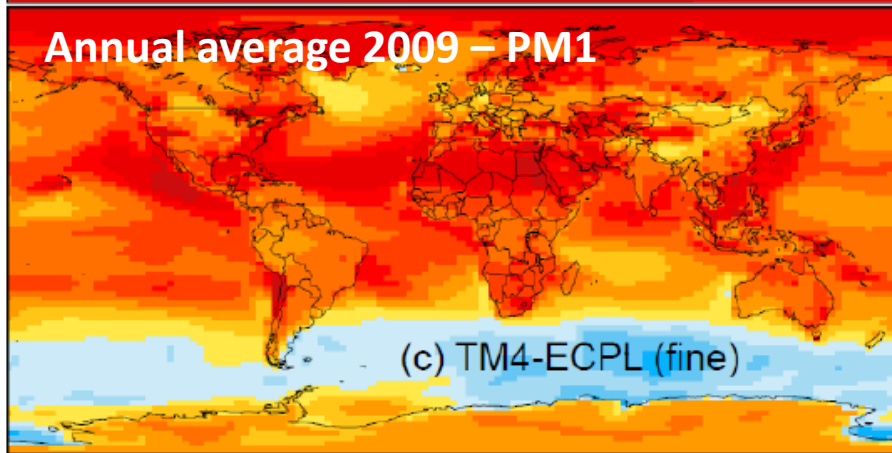 Annual average 2009 – PM1
(c) TM4-ECPL (fine)